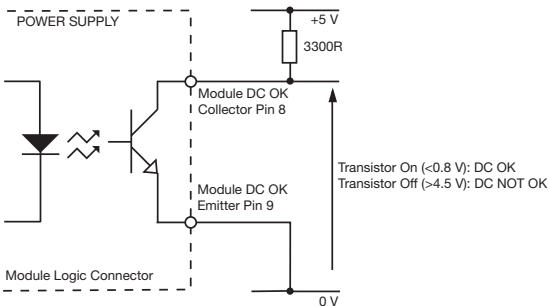 POWER SUPPLY
+5 V
3300R
Module DC OK
Collector Pin 8
Transistor On (<0.8 V): DC OK
Transistor Off (>4.5 V): DC NOT OK
Module DC OK
Emitter Pin 9
Module Logic Connector
0 V